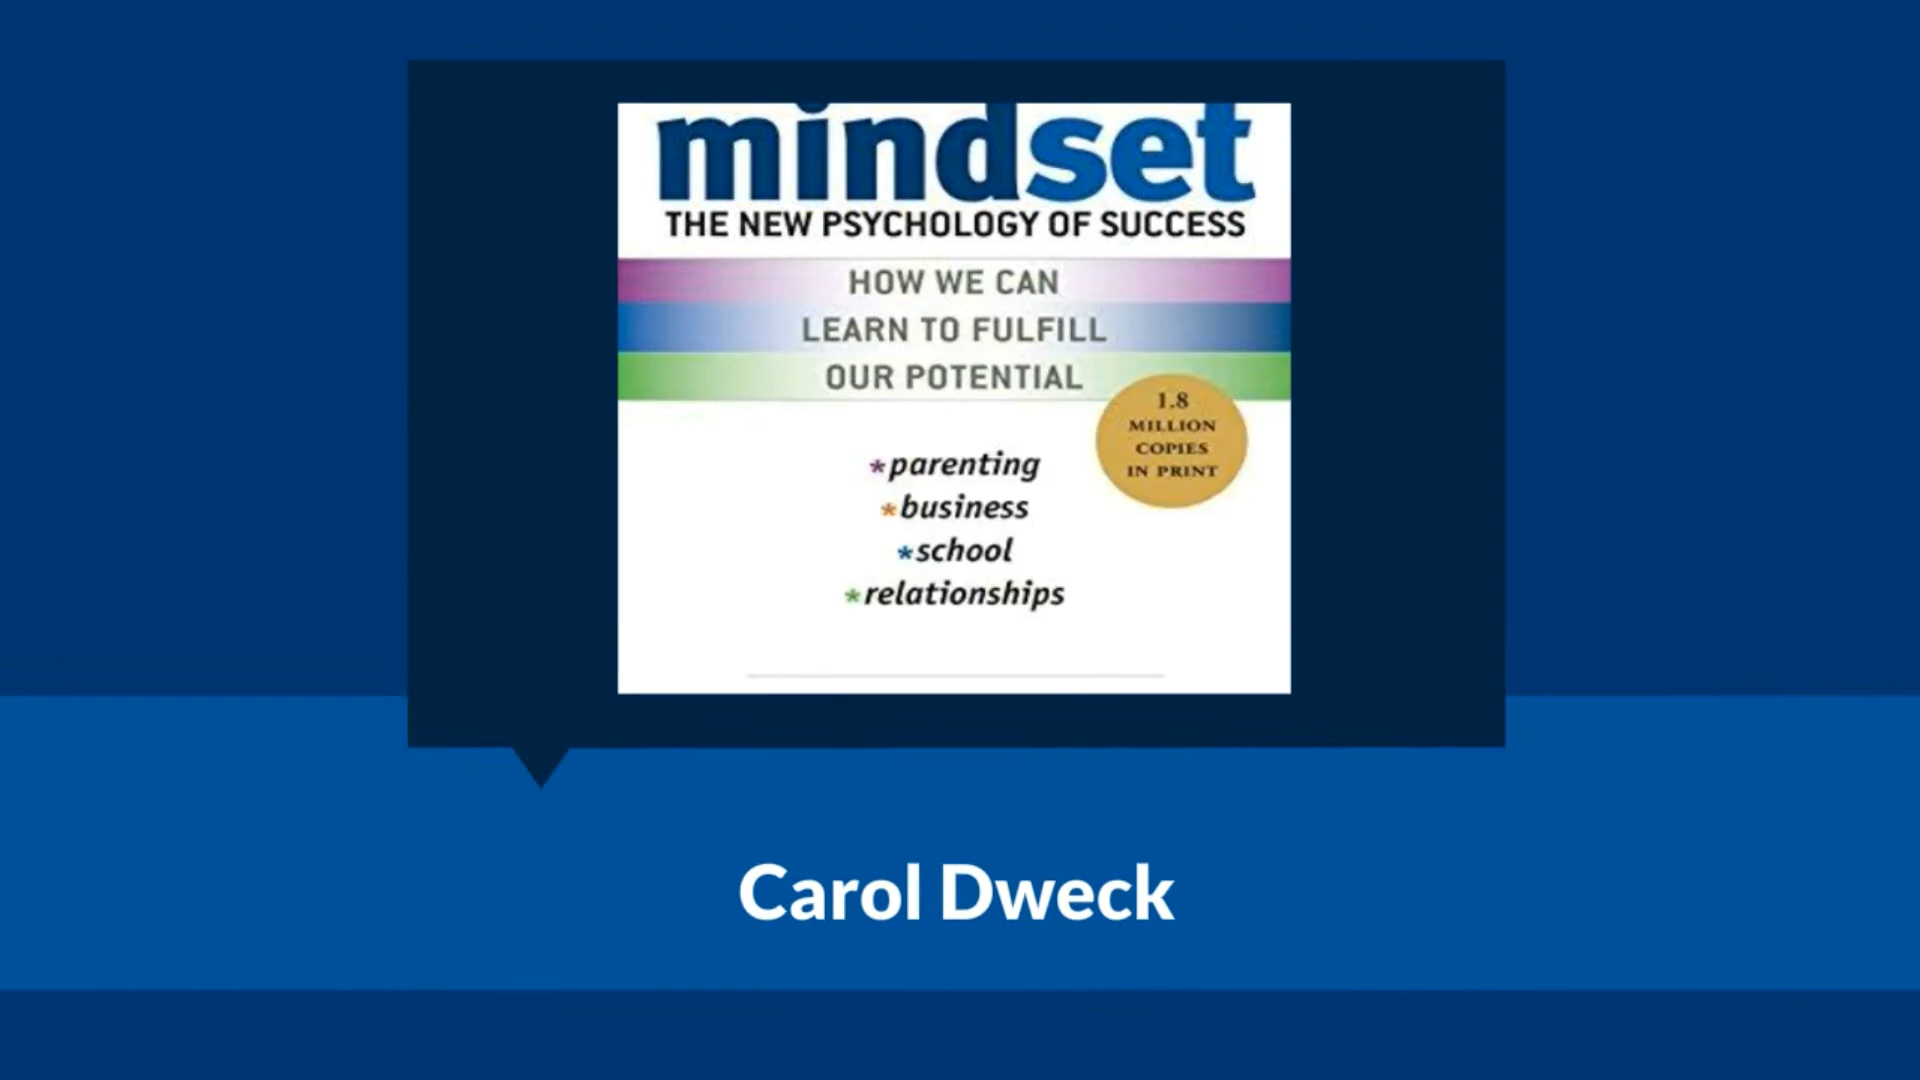 mindset
THE NEW PSYCHOLOGY OF SUCCESS
HOW WE CAN
LEARN TO FULFILL
OUR POTENTIAL
1.8
MILLION
COPIES
IN PRINT
*parenting
*business
*school
*relationships
Carol Dweck